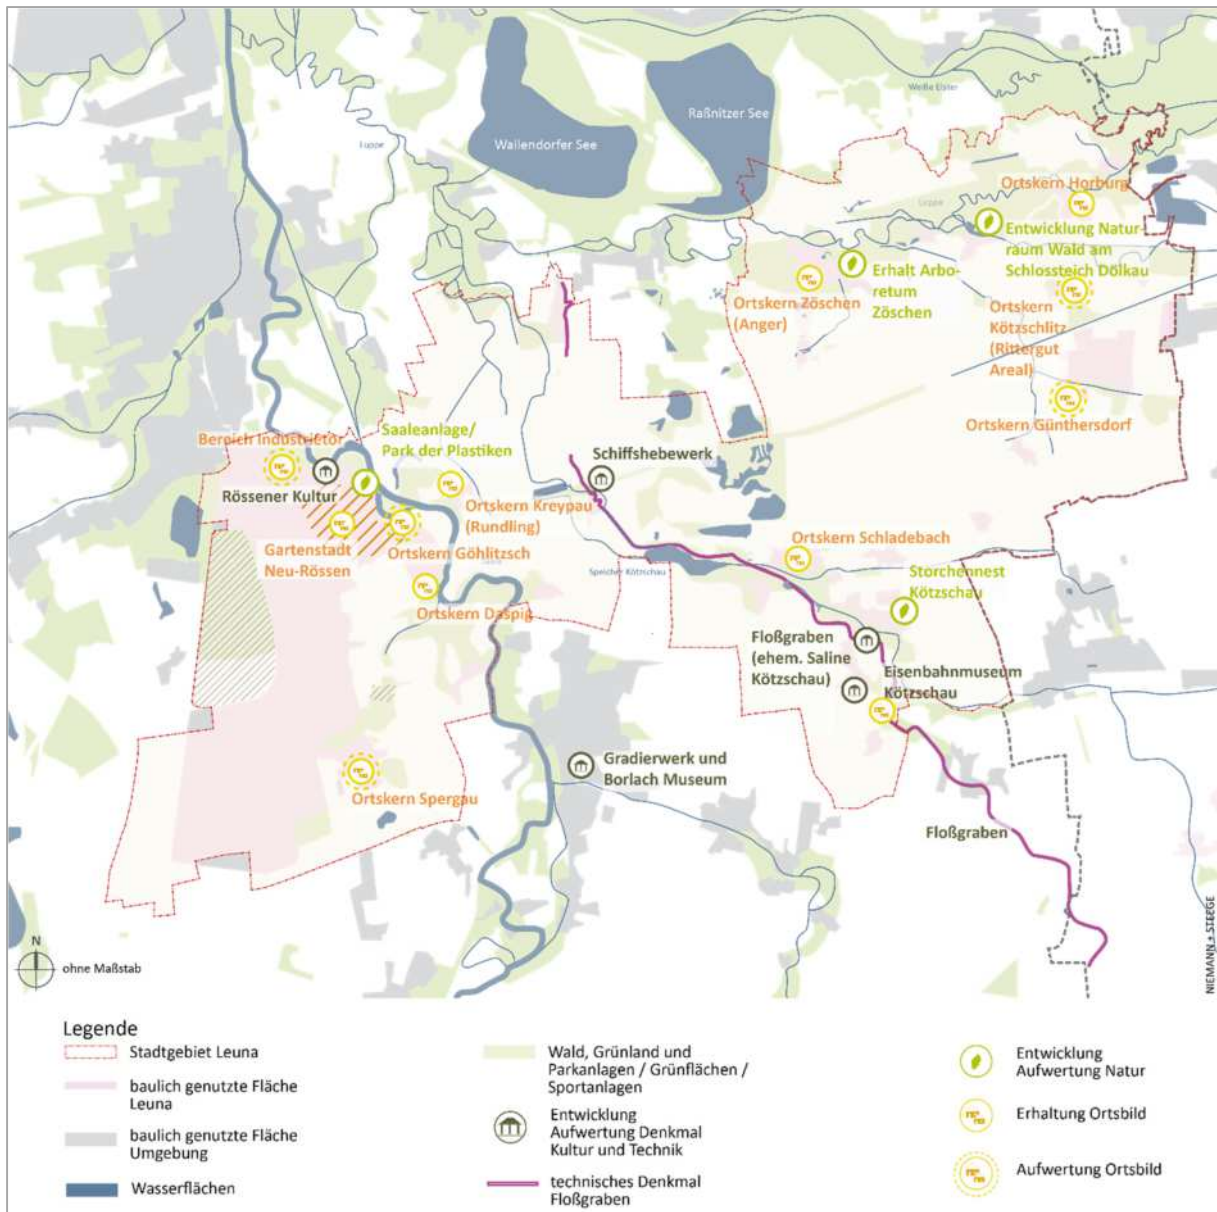 Weiße Elster
Raßnitzer See
Wallendorfer See
Luppe
Ortskern Horburg
Luppe
Entwicklung Natur-
raum Wald am
Schlossteich Dölkau
Erhalt Arbo-
retum
Zöschen
Ortskern Zöschen
(Anger)
Ortskern
Kötzschlitz
(Rittergut
Areal)
Ortskern Günthersdorf
Saaleanlage/
Park der Plastiken
Bereich Industrietor
Rössener Kultur
Schiffshebewerk
Ortskern Kreypau
(Rundling)
Gartenstadt
Neu-Rössen
Ortskern Göhlitzsch
Saale
Ortskern Daspig
Ortskern Schladebach
Speicher Kötzschau
Storchennest
Kötzschau
Floßgraben
(ehem. Saline
Kötzschau)
Eisenbahnmuseum
Kötzschau
Gradierwerk und
Borlach Museum
Ortskern Spergau
Floßgraben
N
ohne Maßstab
NIEMANN + STEEGE
Legende
Stadtgebiet Leuna
baulich genutzte Fläche
Leuna
baulich genutzte Fläche
Umgebung
Wasserflächen
Wald, Grünland und
Parkanlagen / Grünflächen /
Sportanlagen
Entwicklung
Aufwertung Denkmal
Kultur und Technik
technisches Denkmal
Floßgraben
Entwicklung
Aufwertung Natur
Erhaltung Ortsbild
Aufwertung Ortsbild